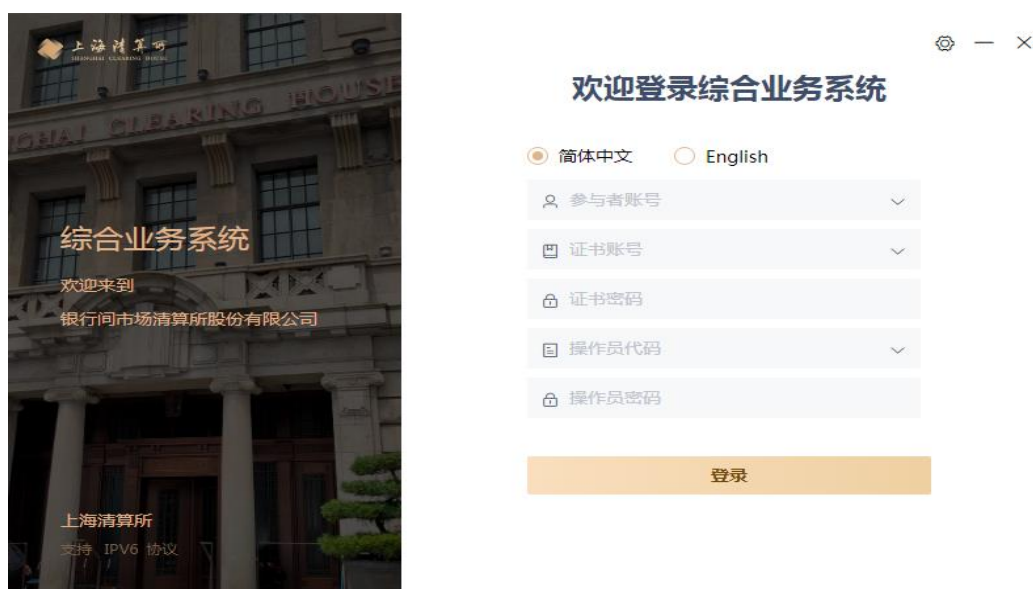 上海清算所
SHANGHAI CLEARING HOUSE
GHAI CLEARING HOUSE
综合业务系统
欢迎来到
银行间市场清算所股份有限公司
上海清算所
支持 IPV6 协议
欢迎登录综合业务系统
简体中文 English
参与者账号
证书账号
证书密码
操作员代码
操作员密码
登录